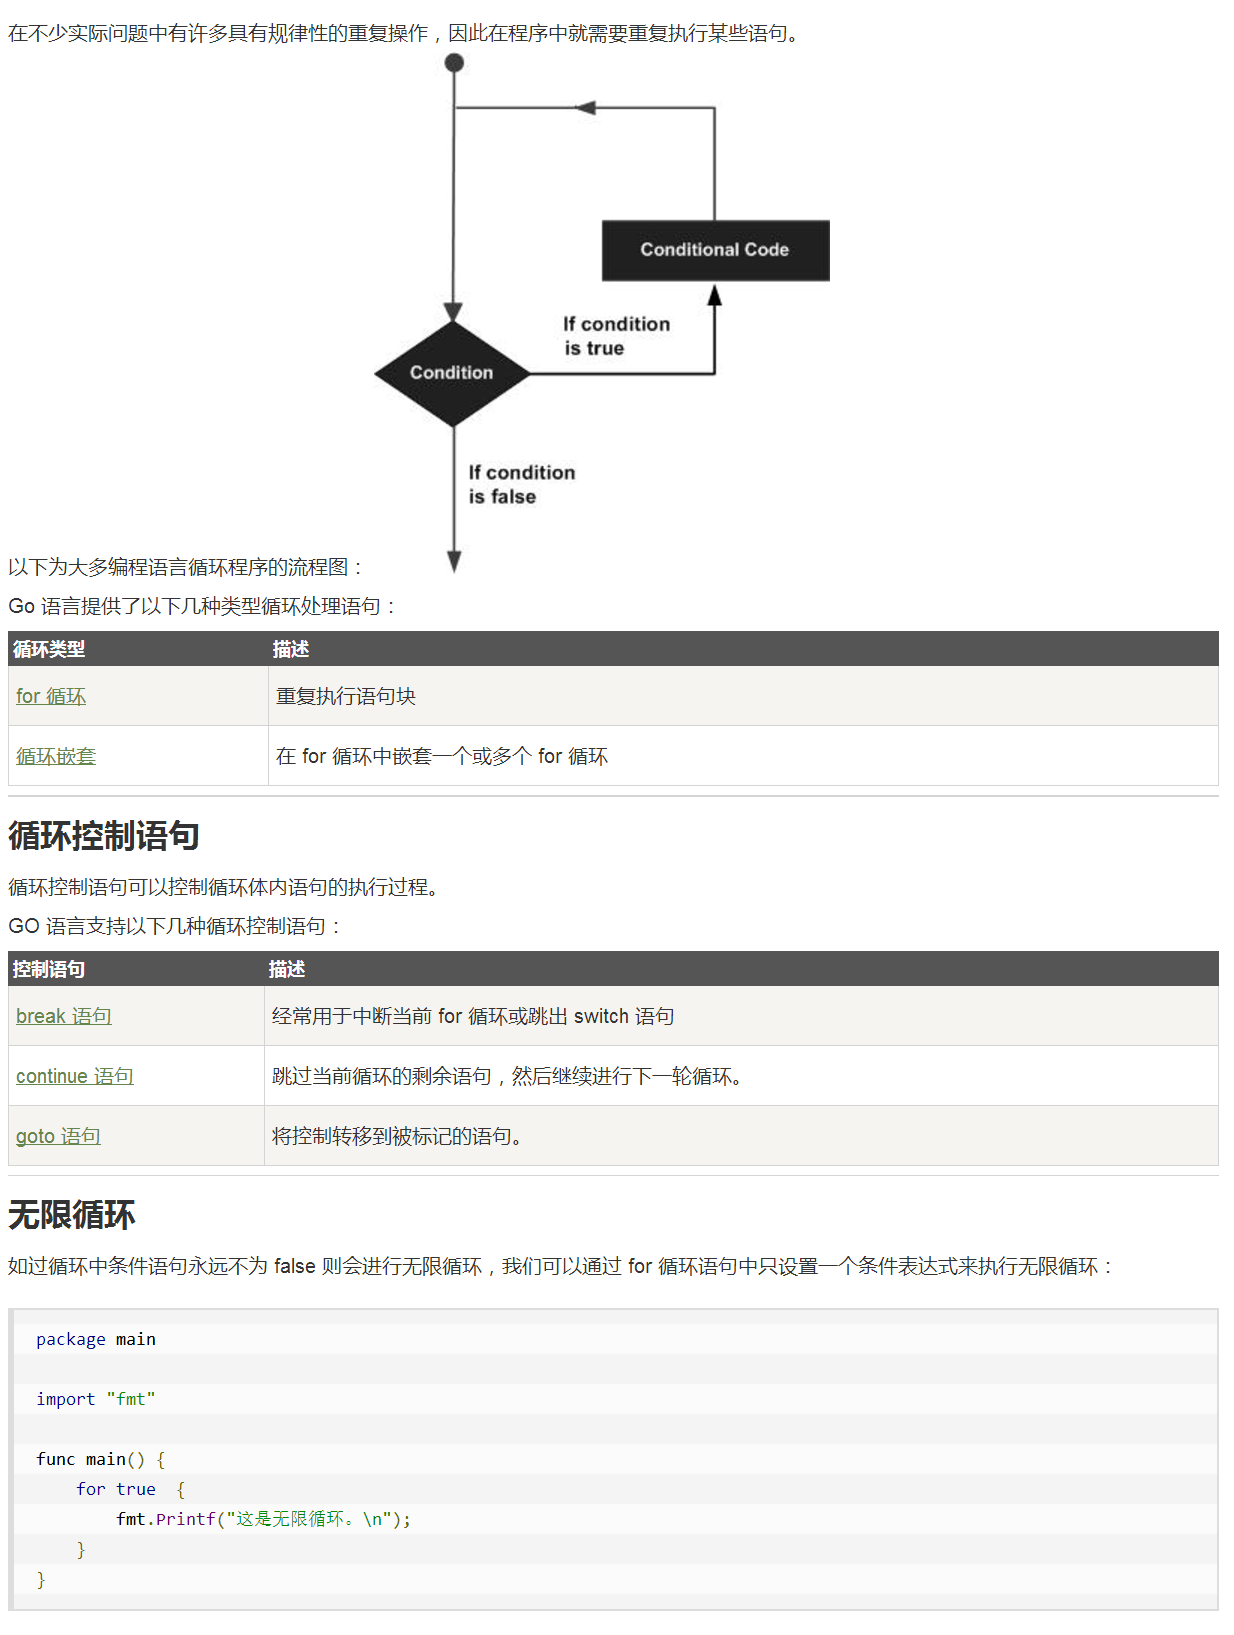 在不少实际问题中有许多具有规律性的重复操作，因此在程序中就需要重复执行某些语句。
Conditional Code
If condition
is true
Condition
If condition
is false
以下为大多编程语言循环程序的流程图：
Go 语言提供了以下几种类型循环处理语句：
循环类型 描述
for 循环 重复执行语句块
循环嵌套 在 for 循环中嵌套一个或多个 for 循环
循环控制语句
循环控制语句可以控制循环体内语句的执行过程。
GO 语言支持以下几种循环控制语句：
控制语句 描述
break 语句 经常用于中断当前 for 循环或跳出 switch 语句
continue 语句 跳过当前循环的剩余语句，然后继续进行下一轮循环。
goto 语句 将控制转移到被标记的语句。
无限循环
如过循环中条件语句永远不为 false 则会进行无限循环，我们可以通过 for 循环语句中只设置一个条件表达式来执行无限循环：
package main
import "fmt"
func main() {
    for true  {
        fmt.Printf("这是无限循环。\n");
    }
}